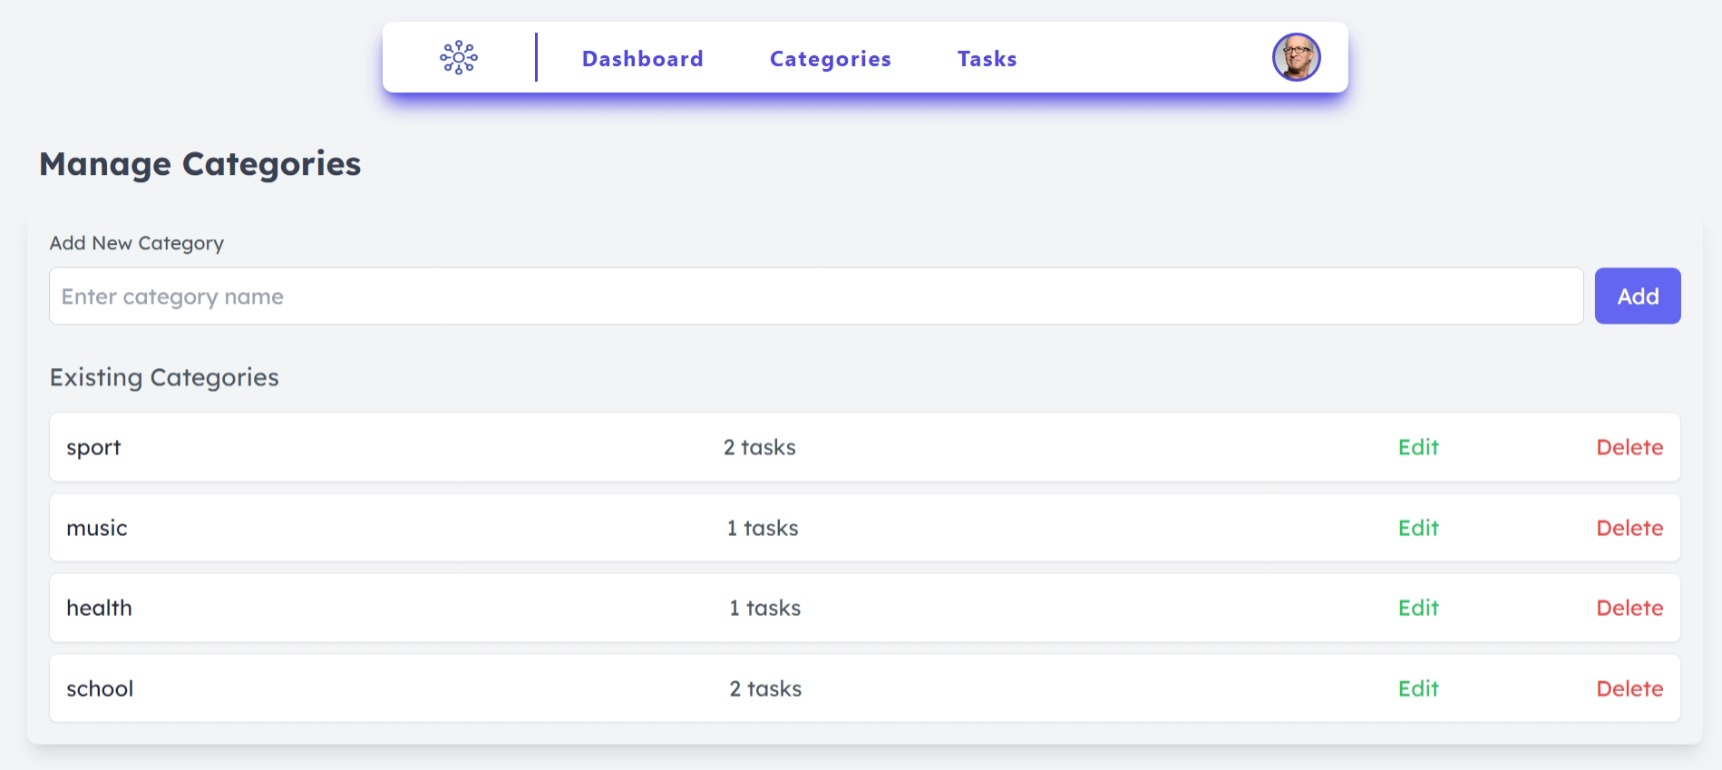 Dashboard Categories Tasks
Manage Categories
Add New Category
Enter category name Add
Existing Categories
sport 2 tasks Edit Delete
music 1 tasks Edit Delete
health 1 tasks Edit Delete
school 2 tasks Edit Delete